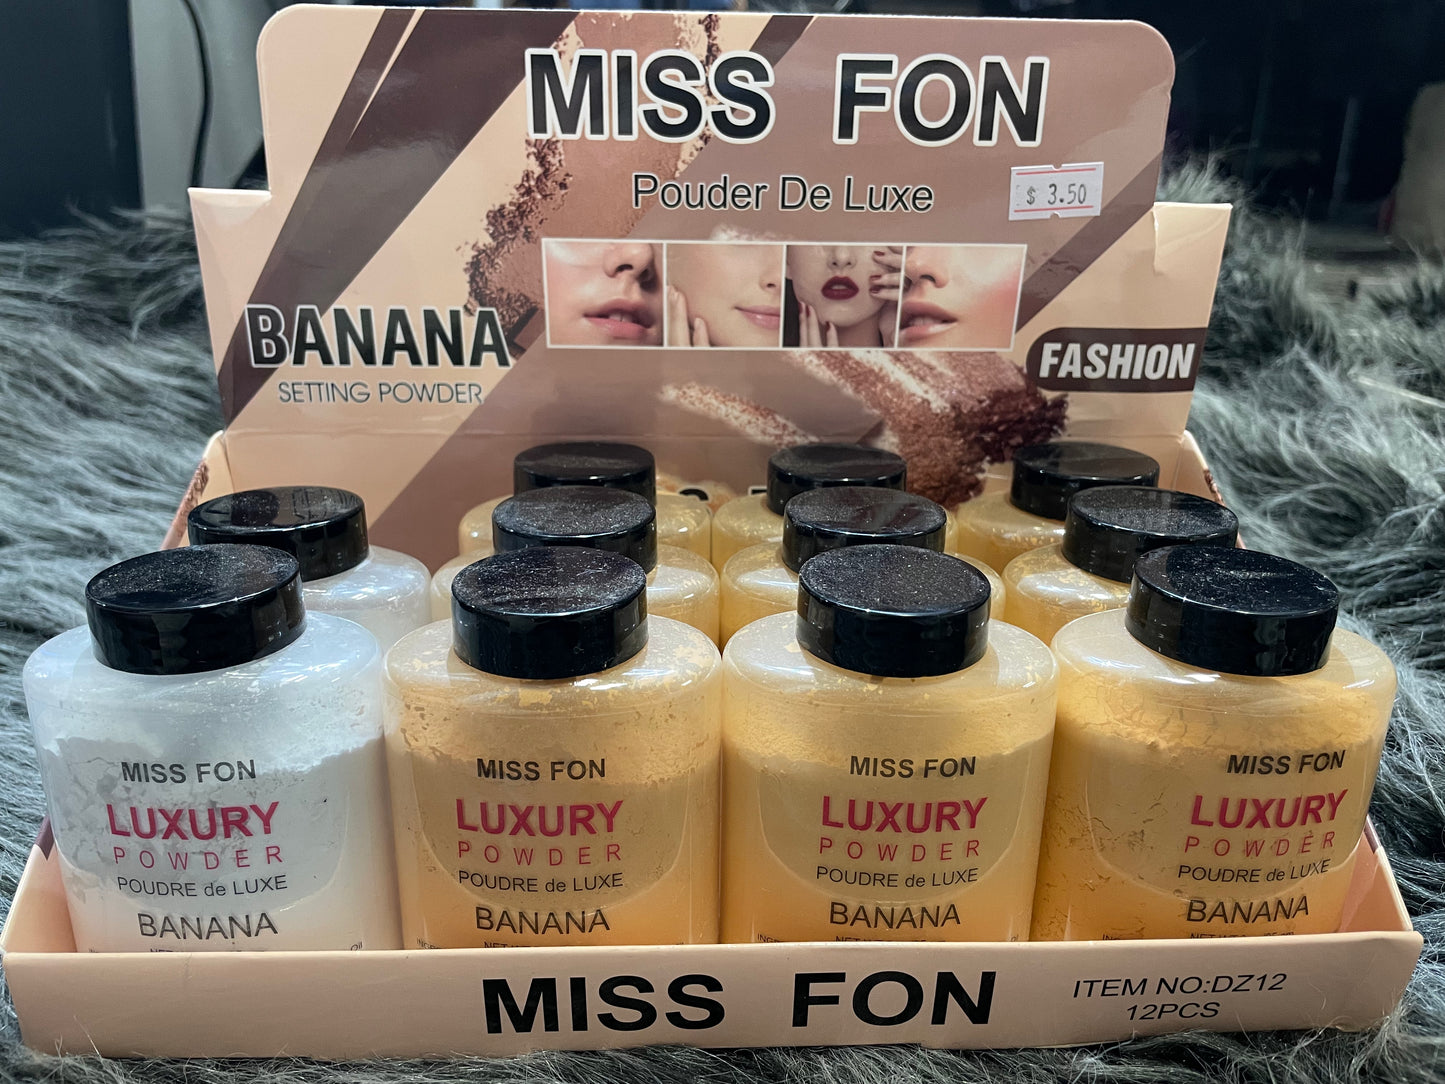 MISS FON
Pouder De Luxe
$ 3.50
BANANA
SETTING POWDER
FASHION
MISS FON
LUXURY
POWDER
POUDRE de LUXE
BANANA
MISS FON
LUXURY
POWDER
POUDRE de LUXE
BANANA
MISS FON
LUXURY
POWDER
POUDRE de LUXE
BANANA
MISS FON
LUXURY
POWDER
POUDRE de LUXE
BANANA
MISS FON
ITEM NO:DZ12
12PCS